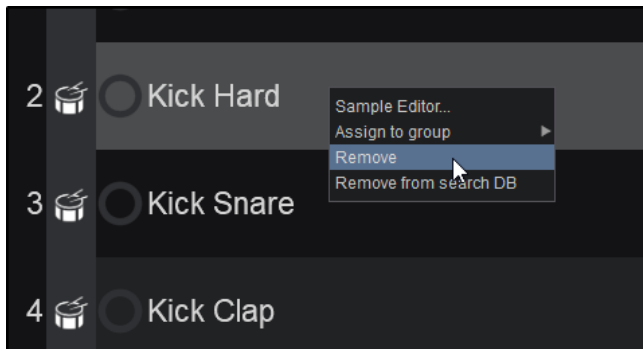 2 Kick Hard
Sample Editor...
Assign to group
Remove
Remove from search DB
3 Kick Snare
4 Kick Clap